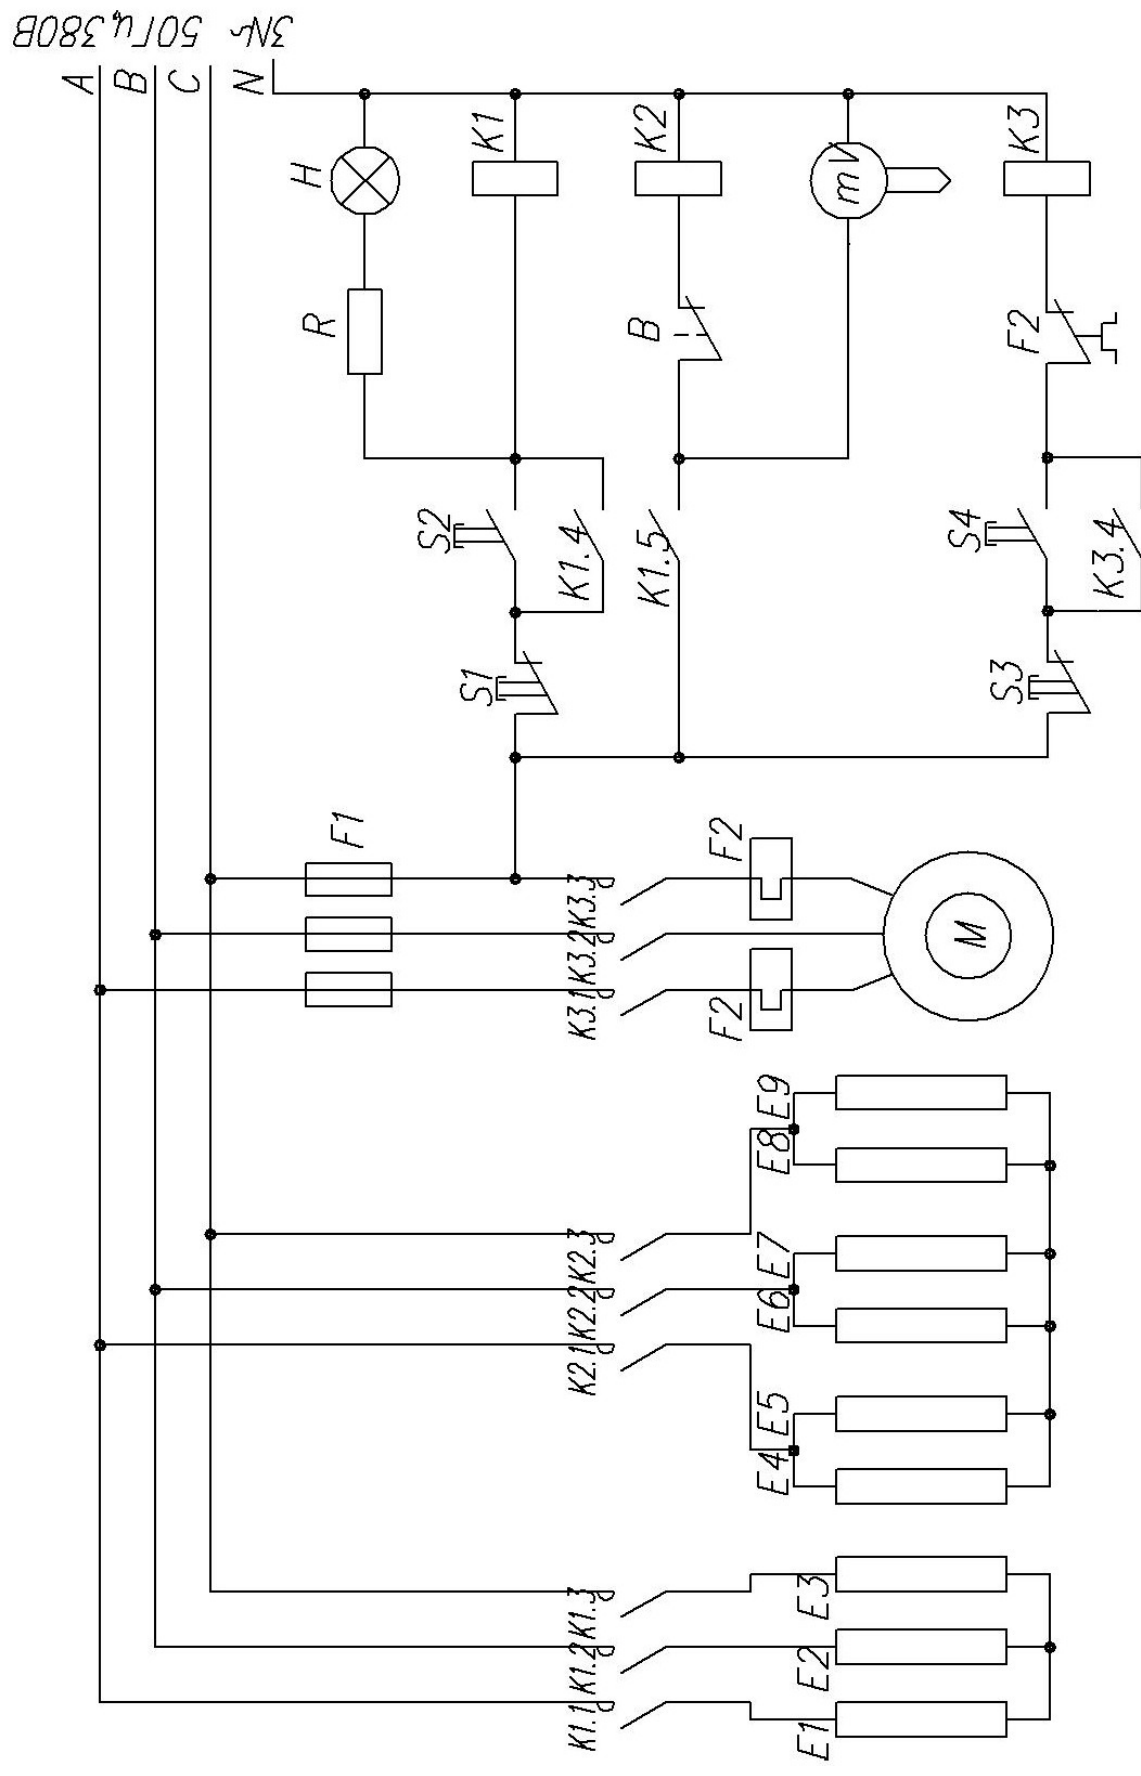 3N~ 50Гц, 380В
A
B
C
N
H
K1
K2
mV
K3
R
B
F2
S2
K1.4
K1.5
S4
K3.4
S1
S3
F1
K3.3
K3.2
K3.1
F2
F2
M
K2.3
K2.2
K2.1
E9
E8
E7
E6
E5
E4
K1.3
K1.2
K1.1
E3
E2
E1